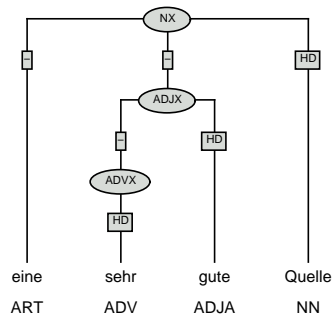 NX
– – HD
ADJX
– HD
ADVX
HD
eine sehr gute Quelle
ART ADV ADJA NN